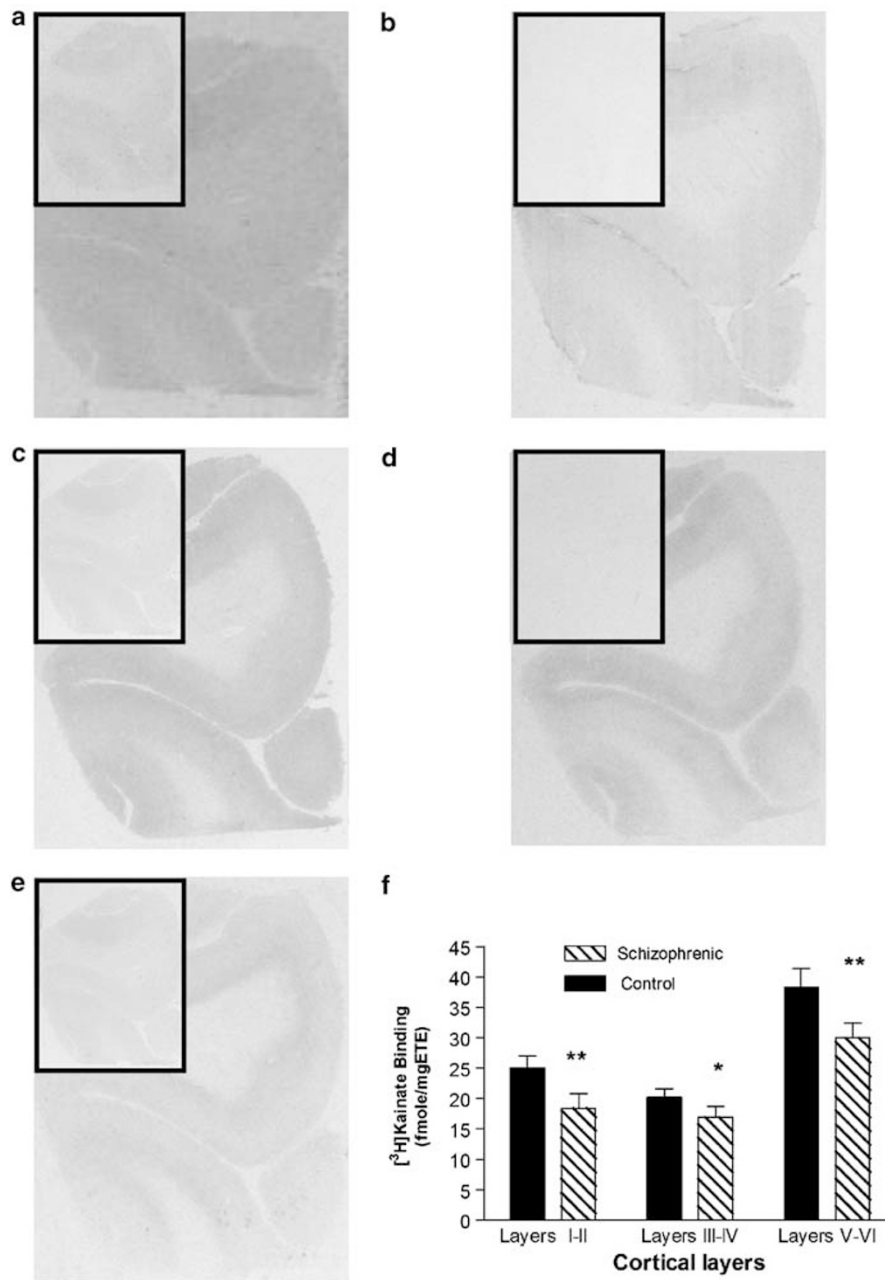 a
b
c
d
e
f
[³H]Kainate Binding
(fmole/mgETE)
45
40
35
30
25
20
15
10
5
0
Schizophrenic
Control
**
*
**
Layers I-II
Layers III-IV
Layers V-VI
Cortical layers